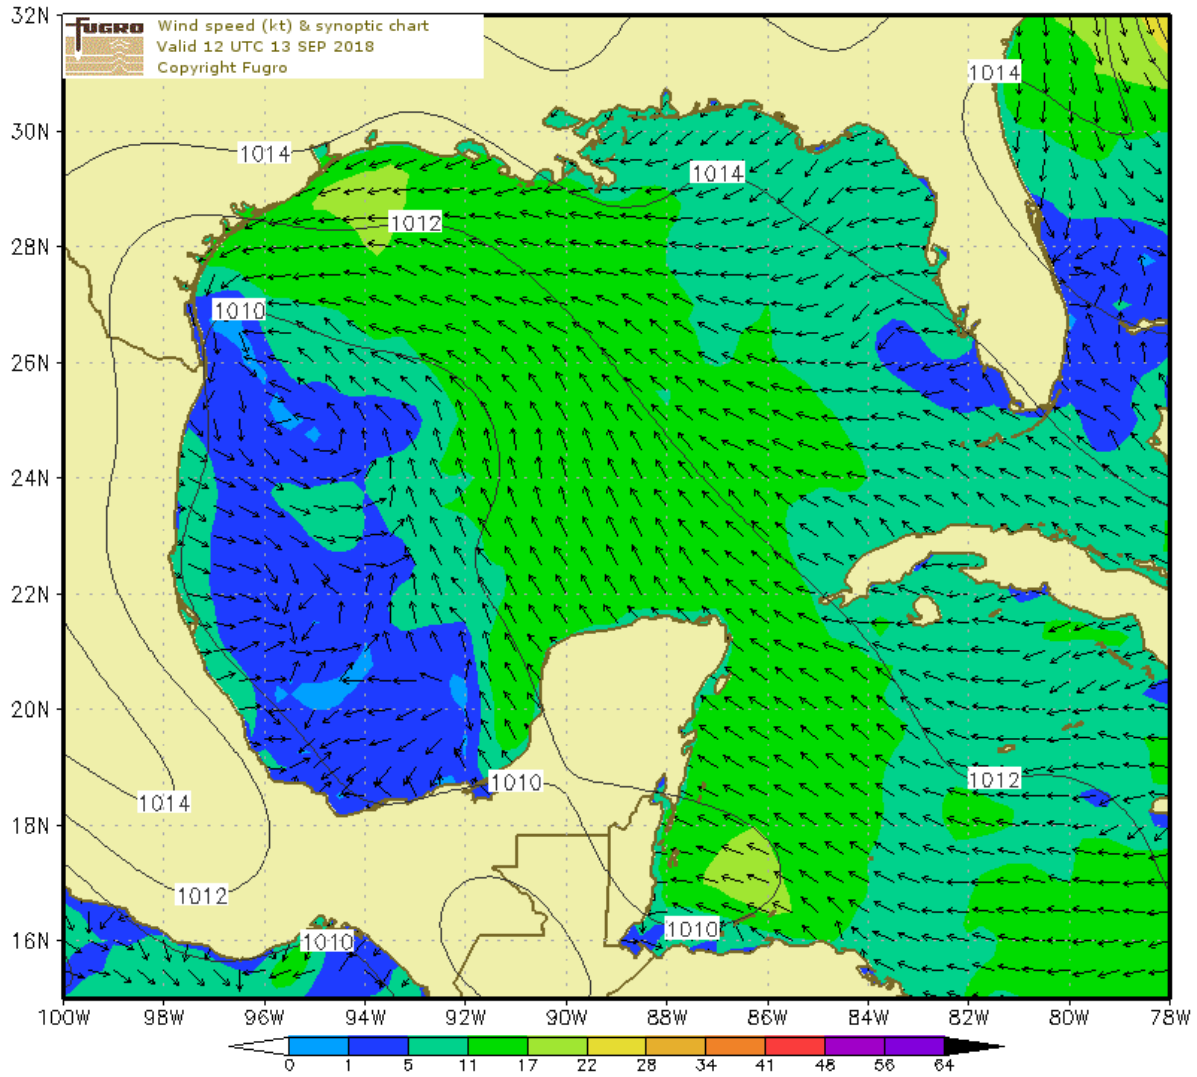 32N
FUGRO
Wind speed (kt) & synoptic chart
Valid 12 UTC 13 SEP 2018
Copyright Fugro
1014
30N
1014
1014
28N
1012
1010
26N
24N
22N
20N
1010
1012
1014
18N
1012
1010
1010
16N
100W 98W 96W 94W 92W 90W 88W 86W 84W 82W 80W 78W
0 1 5 11 17 22 28 34 41 48 56 64